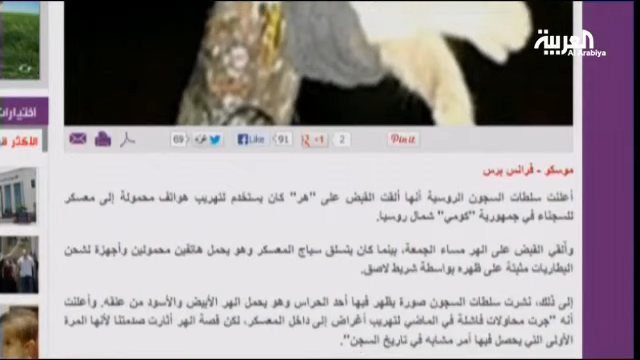 العربية
Al Arabiya
اختيارات
الأكثر
69
Like
91
+1
2
Pin it
موسكو - فرانس برس
أعلنت سلطات السجون الروسية أنها ألقت القبض على "هر" كان يستخدم لتهريب هواتف محمولة إلى معسكر
للسجناء في جمهورية "كومي" شمال روسيا.
وألقي القبض على الهر مساء الجمعة، بينما كان يتسلق سياج المعسكر وهو يحمل هاتفين محمولين وأجهزة لشحن
البطاريات مثبتة على ظهره بواسطة شريط لاصق.
إلى ذلك، نشرت سلطات السجون صورة يظهر فيها أحد الحراس وهو يحمل الهر الأبيض والأسود من عنقه. وأعلنت
أنه "جرت محاولات فاشلة في الماضي لتهريب أغراض إلى داخل المعسكر، لكن قصة الهر أثارت صدمتنا لأنها المرة
الأولى التي يحصل فيها أمر مشابه في تاريخ السجن".